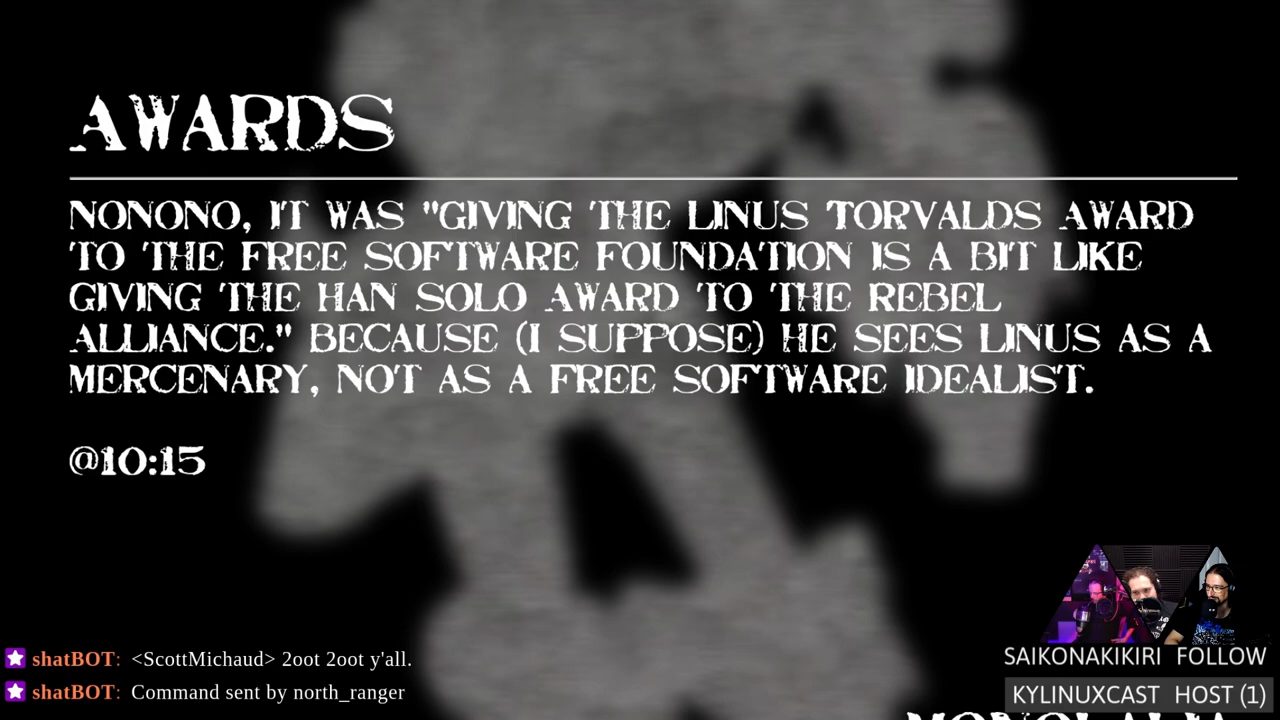 AWARDS
NONONO, IT WAS "GIVING THE LINUS TORVALDS AWARD
TO THE FREE SOFTWARE FOUNDATION IS A BIT LIKE
GIVING THE HAN SOLO AWARD TO THE REBEL
ALLIANCE." BECAUSE (I SUPPOSE) HE SEES LINUS AS A
MERCENARY, NOT AS A FREE SOFTWARE IDEALIST.
@10:15
shatBOT: <ScottMichaud> 2oot 2oot y'all.
shatBOT: Command sent by north_ranger
SAIKONAKIKIRI FOLLOW
KYLINUXCAST HOST (1)